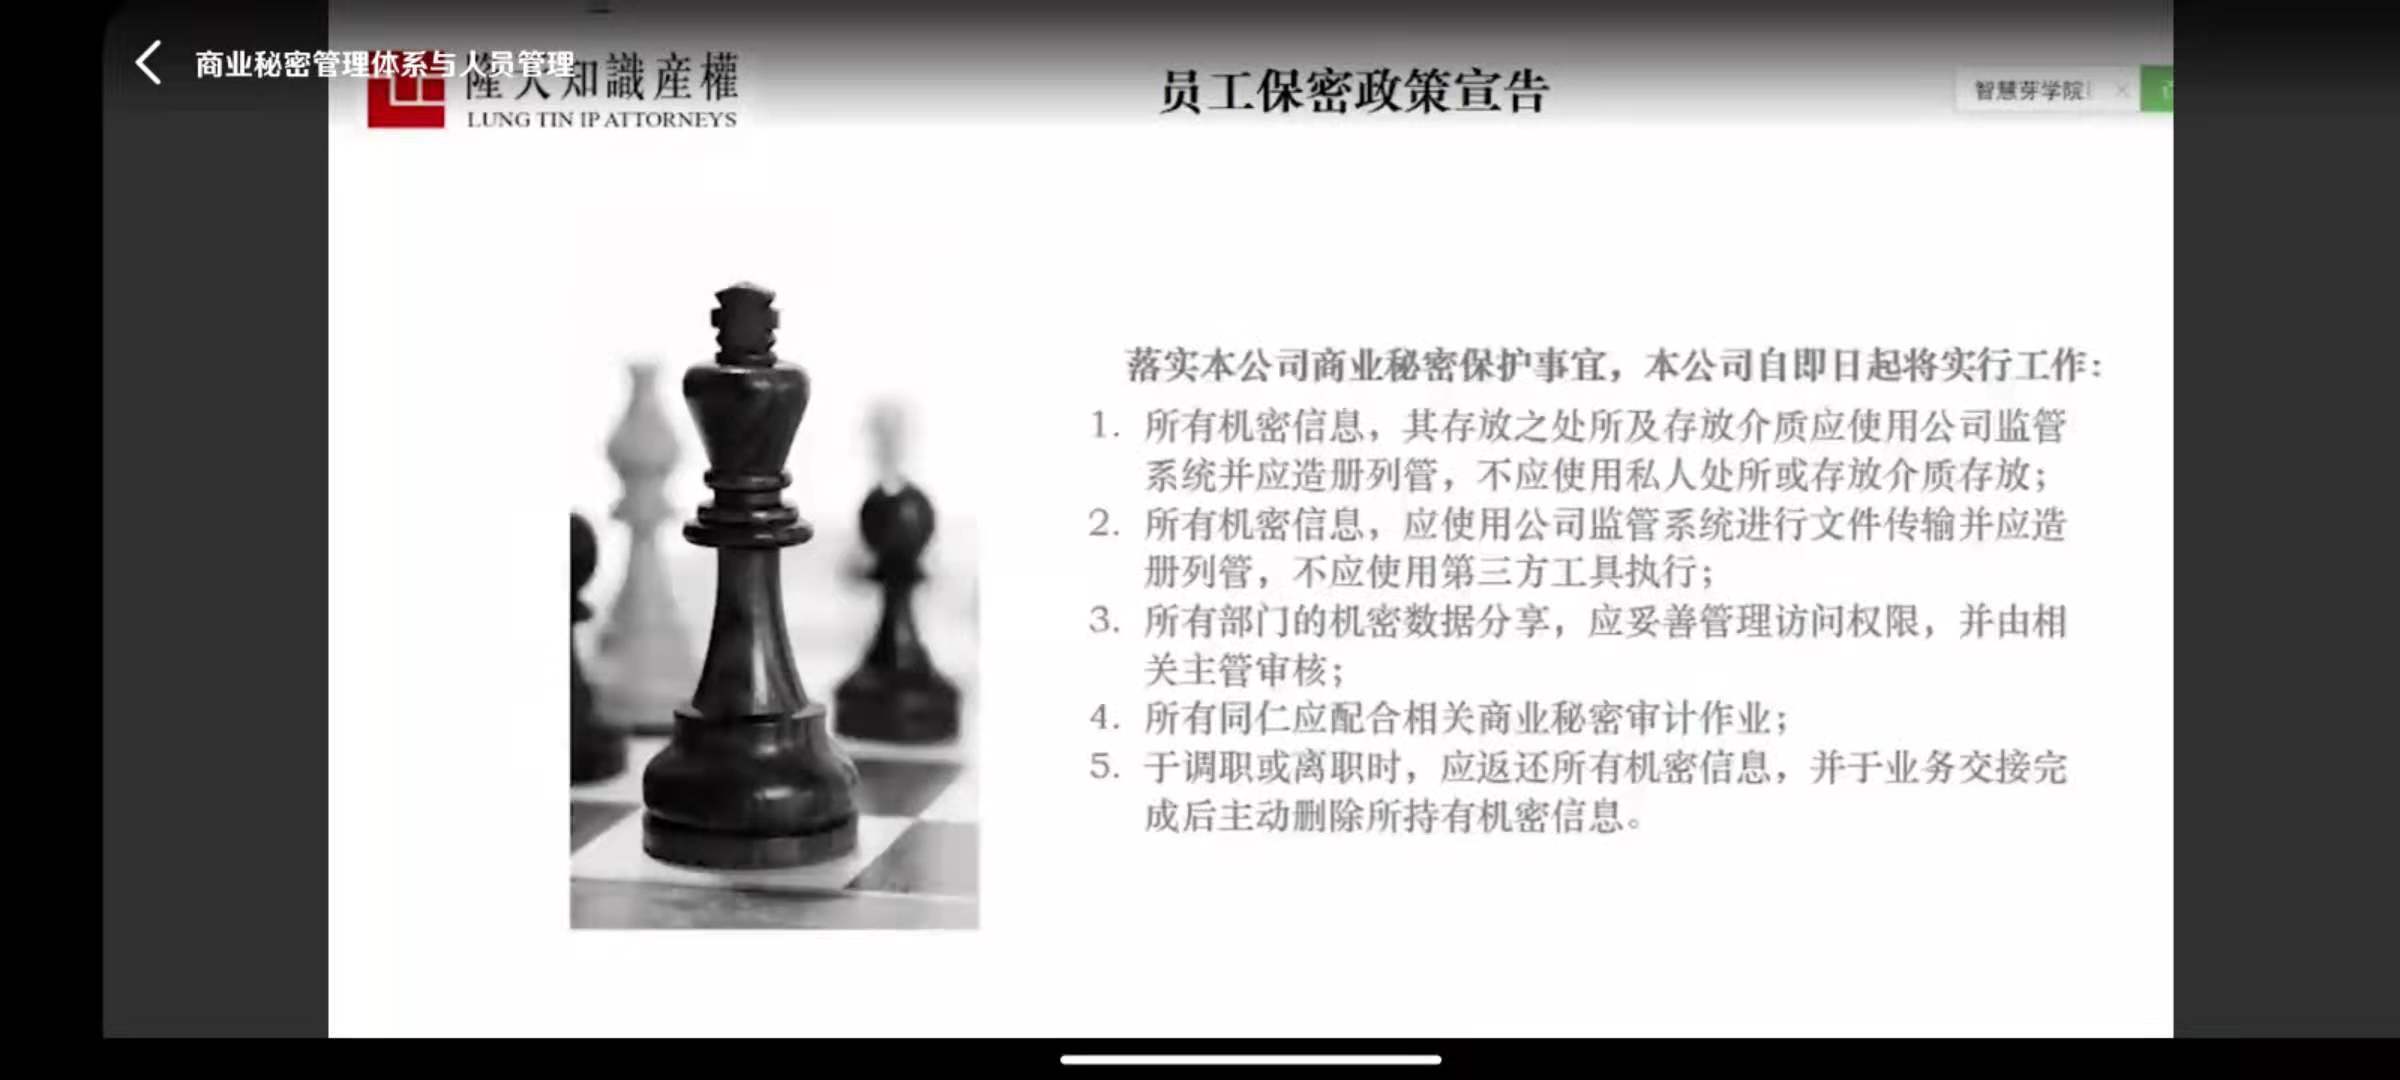 商业秘密管理体系与人员管理
知識産權
LUNG TIN IP ATTORNEYS
员工保密政策宣告
智慧芽学院
落实本公司商业秘密保护事宜，本公司自即日起将实行工作：
1. 所有机密信息，其存放之处所及存放介质应使用公司监管
系统并应造册列管，不应使用私人处所或存放介质存放；
2. 所有机密信息，应使用公司监管系统进行文件传输并应造
册列管，不应使用第三方工具执行；
3. 所有部门的机密数据分享，应妥善管理访问权限，并由相
关主管审核；
4. 所有同仁应配合相关商业秘密审计作业；
5. 于调职或离职时，应返还所有机密信息，并于业务交接完
成后主动删除所持有机密信息。